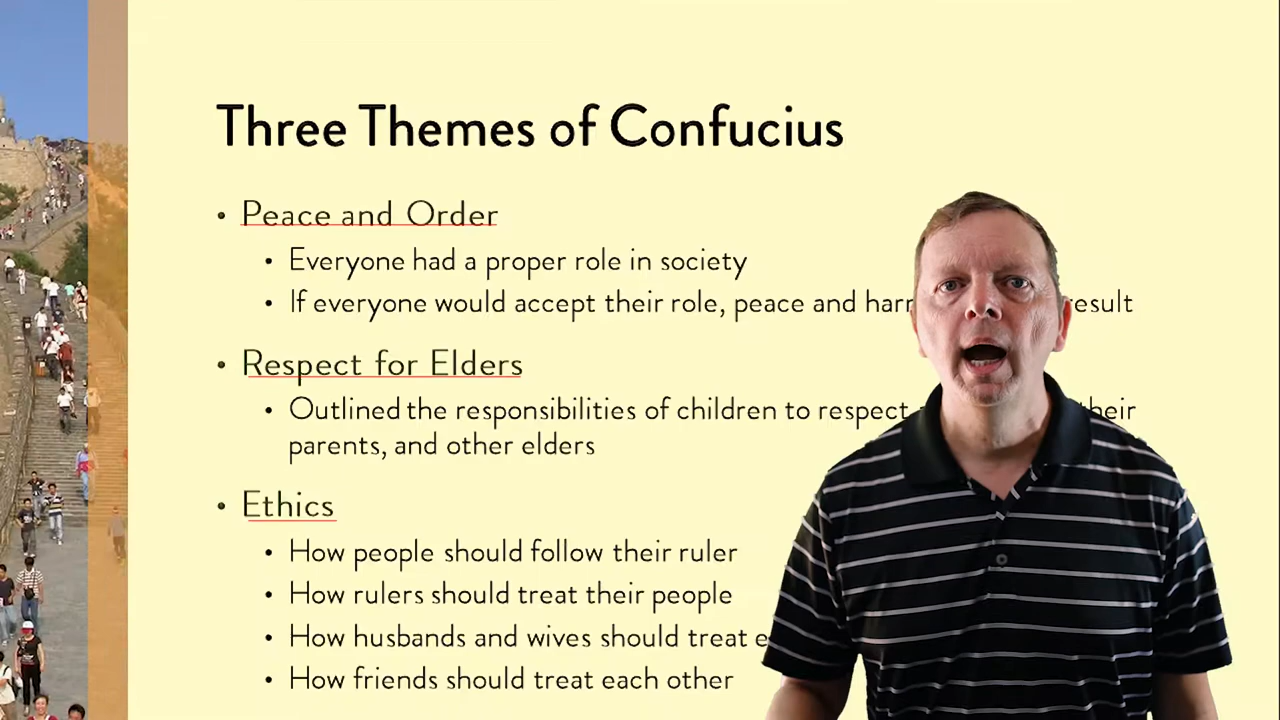 Three Themes of Confucius
• Peace and Order
• Everyone had a proper role in society
• If everyone would accept their role, peace and
• Respect for Elders
• Outlined the responsibilities of children to respect
parents, and other elders
• Ethics
• How people should follow their ruler
• How rulers should treat their people
• How husbands and wives should treat
• How friends should treat each other